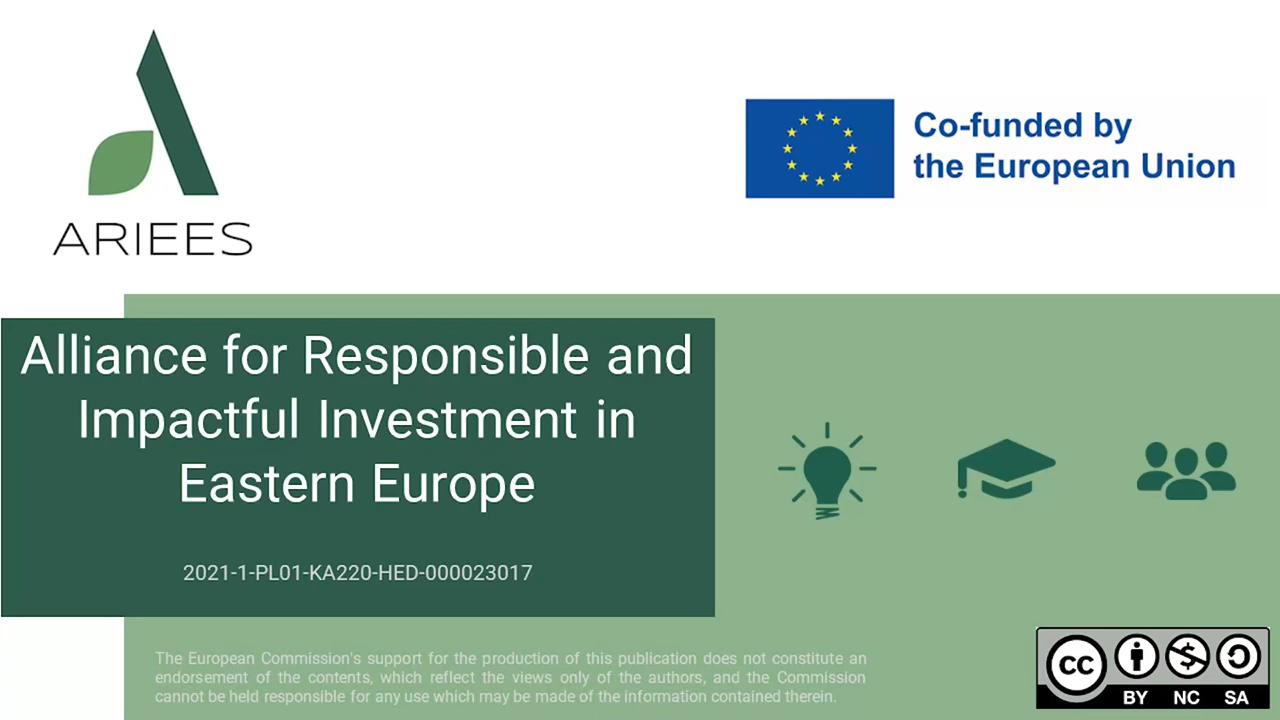 ARIEES
Co-funded by
the European Union
Alliance for Responsible and
Impactful Investment in
Eastern Europe
2021-1-PL01-KA220-HED-000023017
The European Commission's support for the production of this publication does not constitute an
endorsement of the contents, which reflect the views only of the authors, and the Commission
cannot be held responsible for any use which may be made of the information contained therein.
cc
BY NC SA